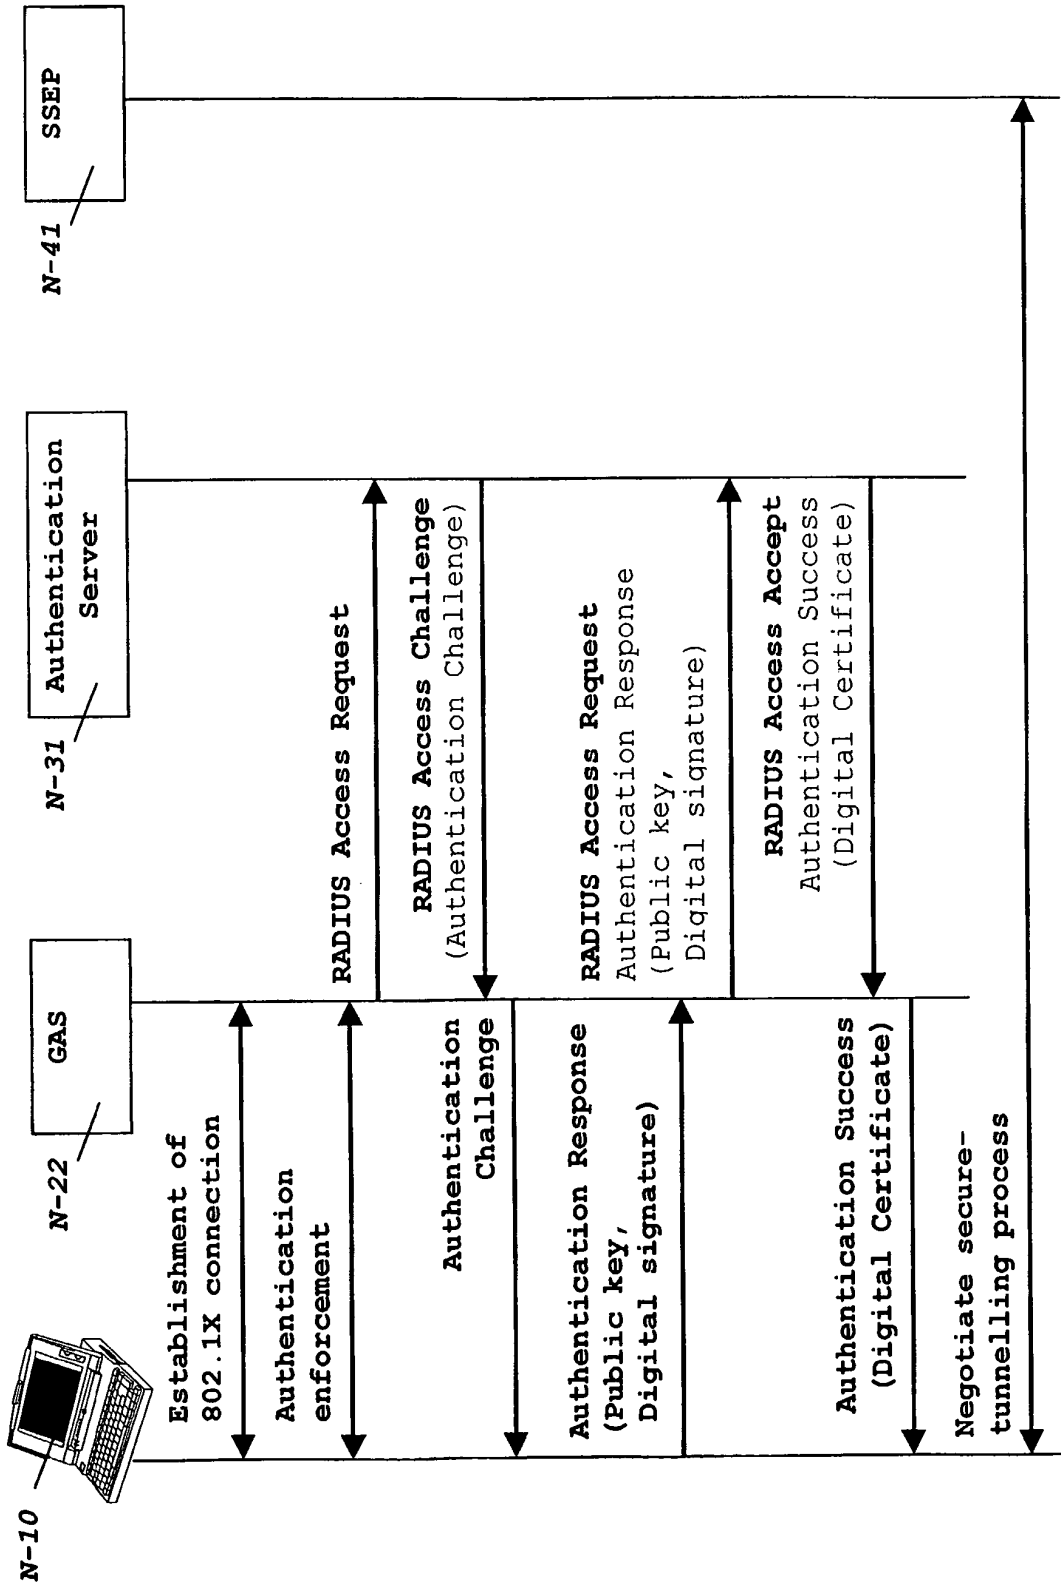 N-10
N-22
GAS
N-31
Authentication
Server
N-41
SSEP
Establishment of
802.1X connection
Authentication
enforcement
RADIUS Access Request
RADIUS Access Challenge
(Authentication Challenge)
Authentication
Challenge
Authentication Response
(Public key,
Digital signature)
RADIUS Access Request
Authentication Response
(Public key,
Digital signature)
RADIUS Access Accept
Authentication Success
(Digital Certificate)
Authentication Success
(Digital Certificate)
Negotiate secure-
tunnelling process